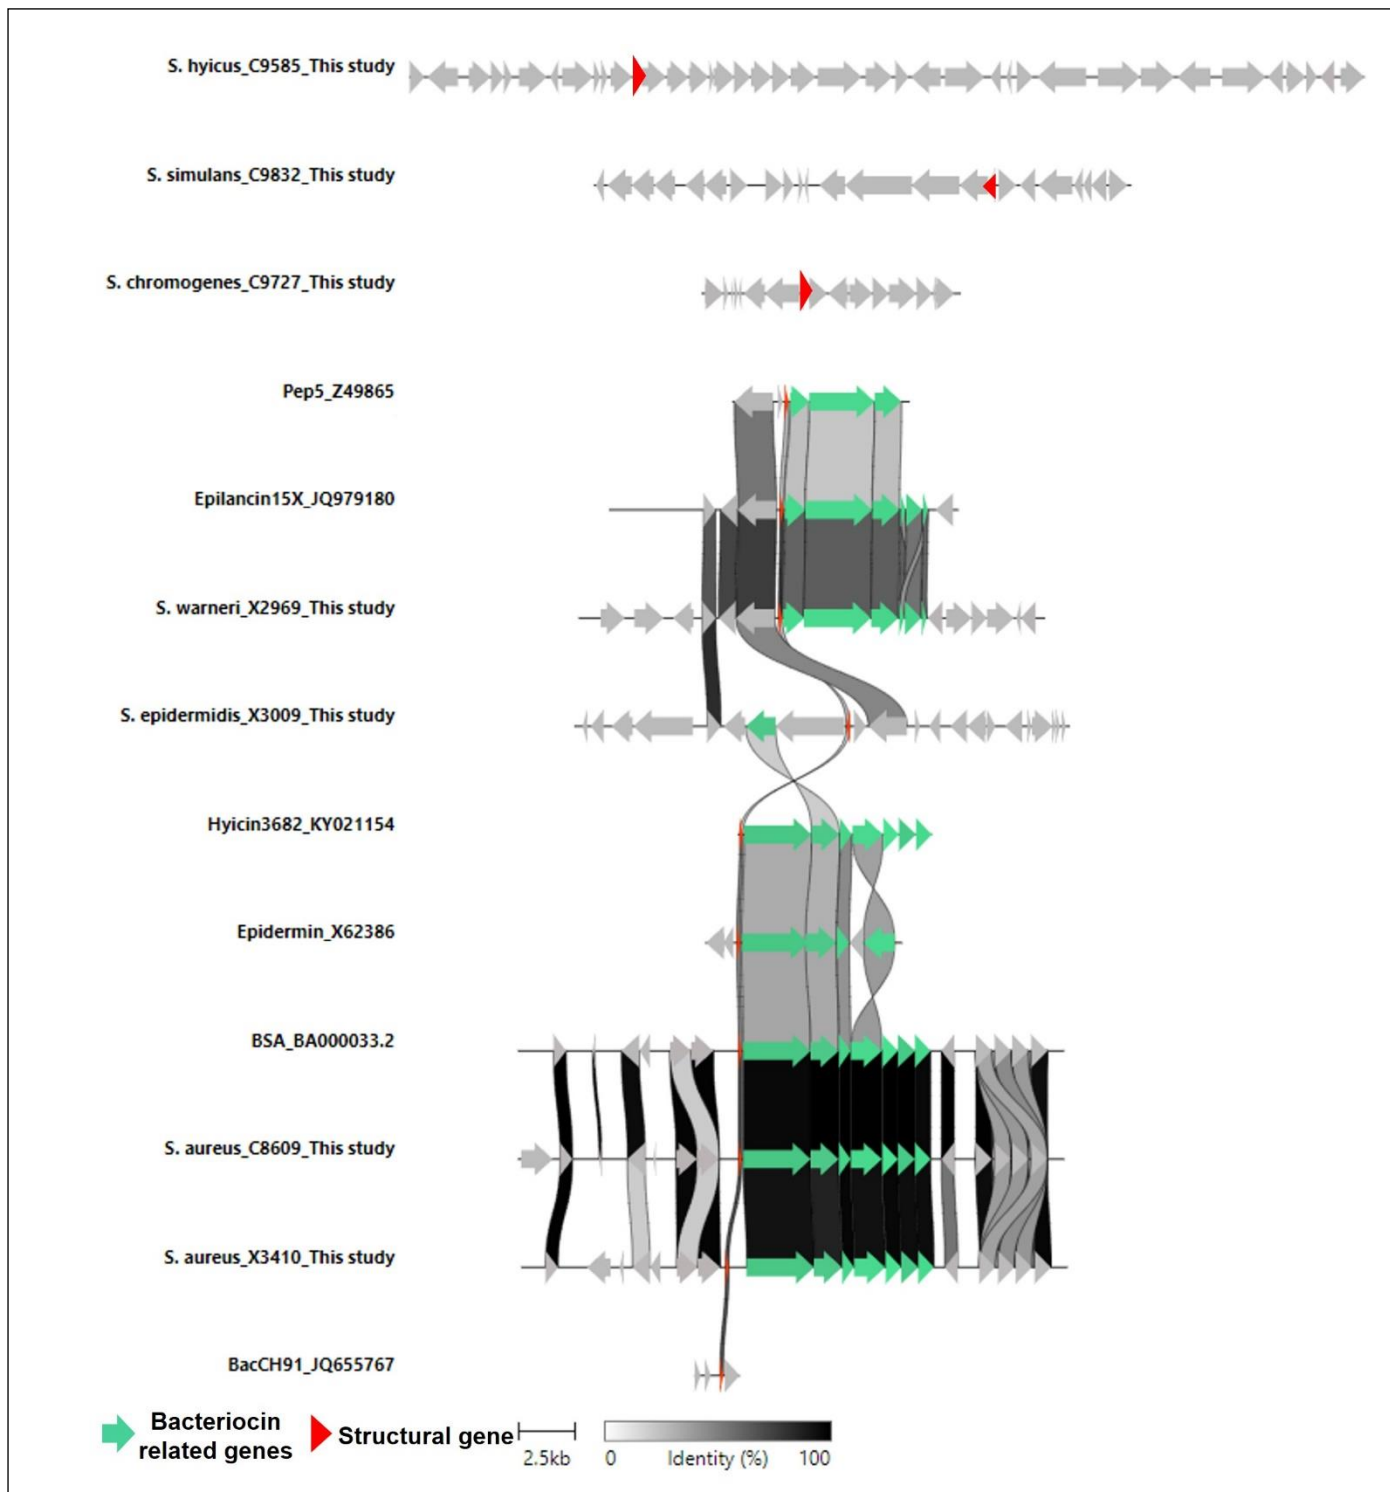 S. hyicus_C9585_This study
S. simulans_C9832_This study
S. chromogenes_C9727_This study
Pep5_Z49865
Epilancin15X_JQ979180
S. warneri_X2969_This study
S. epidermidis_X3009_This study
Hyicin3682_KY021154
Epidermin_X62386
BSA_BA000033.2
S. aureus_C8609_This study
S. aureus_X3410_This study
BacCH91_JQ655767
Bacteriocin
related genes
Structural gene
2.5kb
0 Identity (%) 100